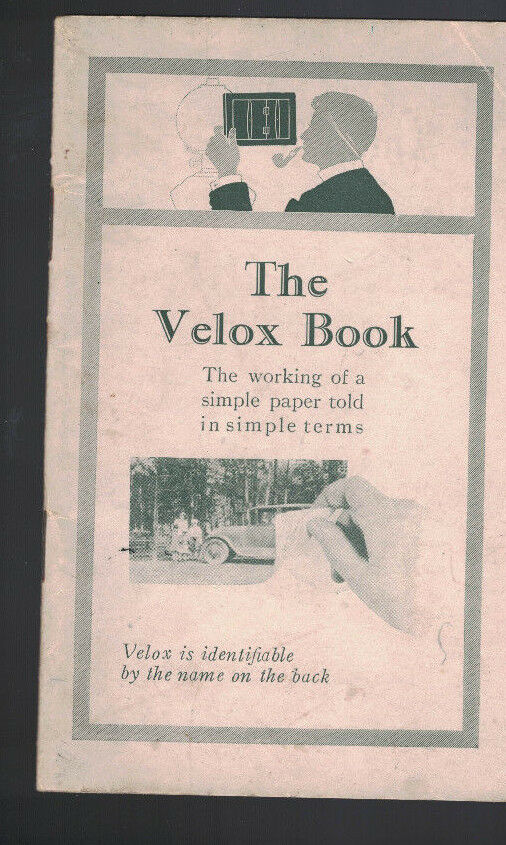 The
Velox Book
The working of a
simple paper told
in simple terms
Velox is identifiable
by the name on the back